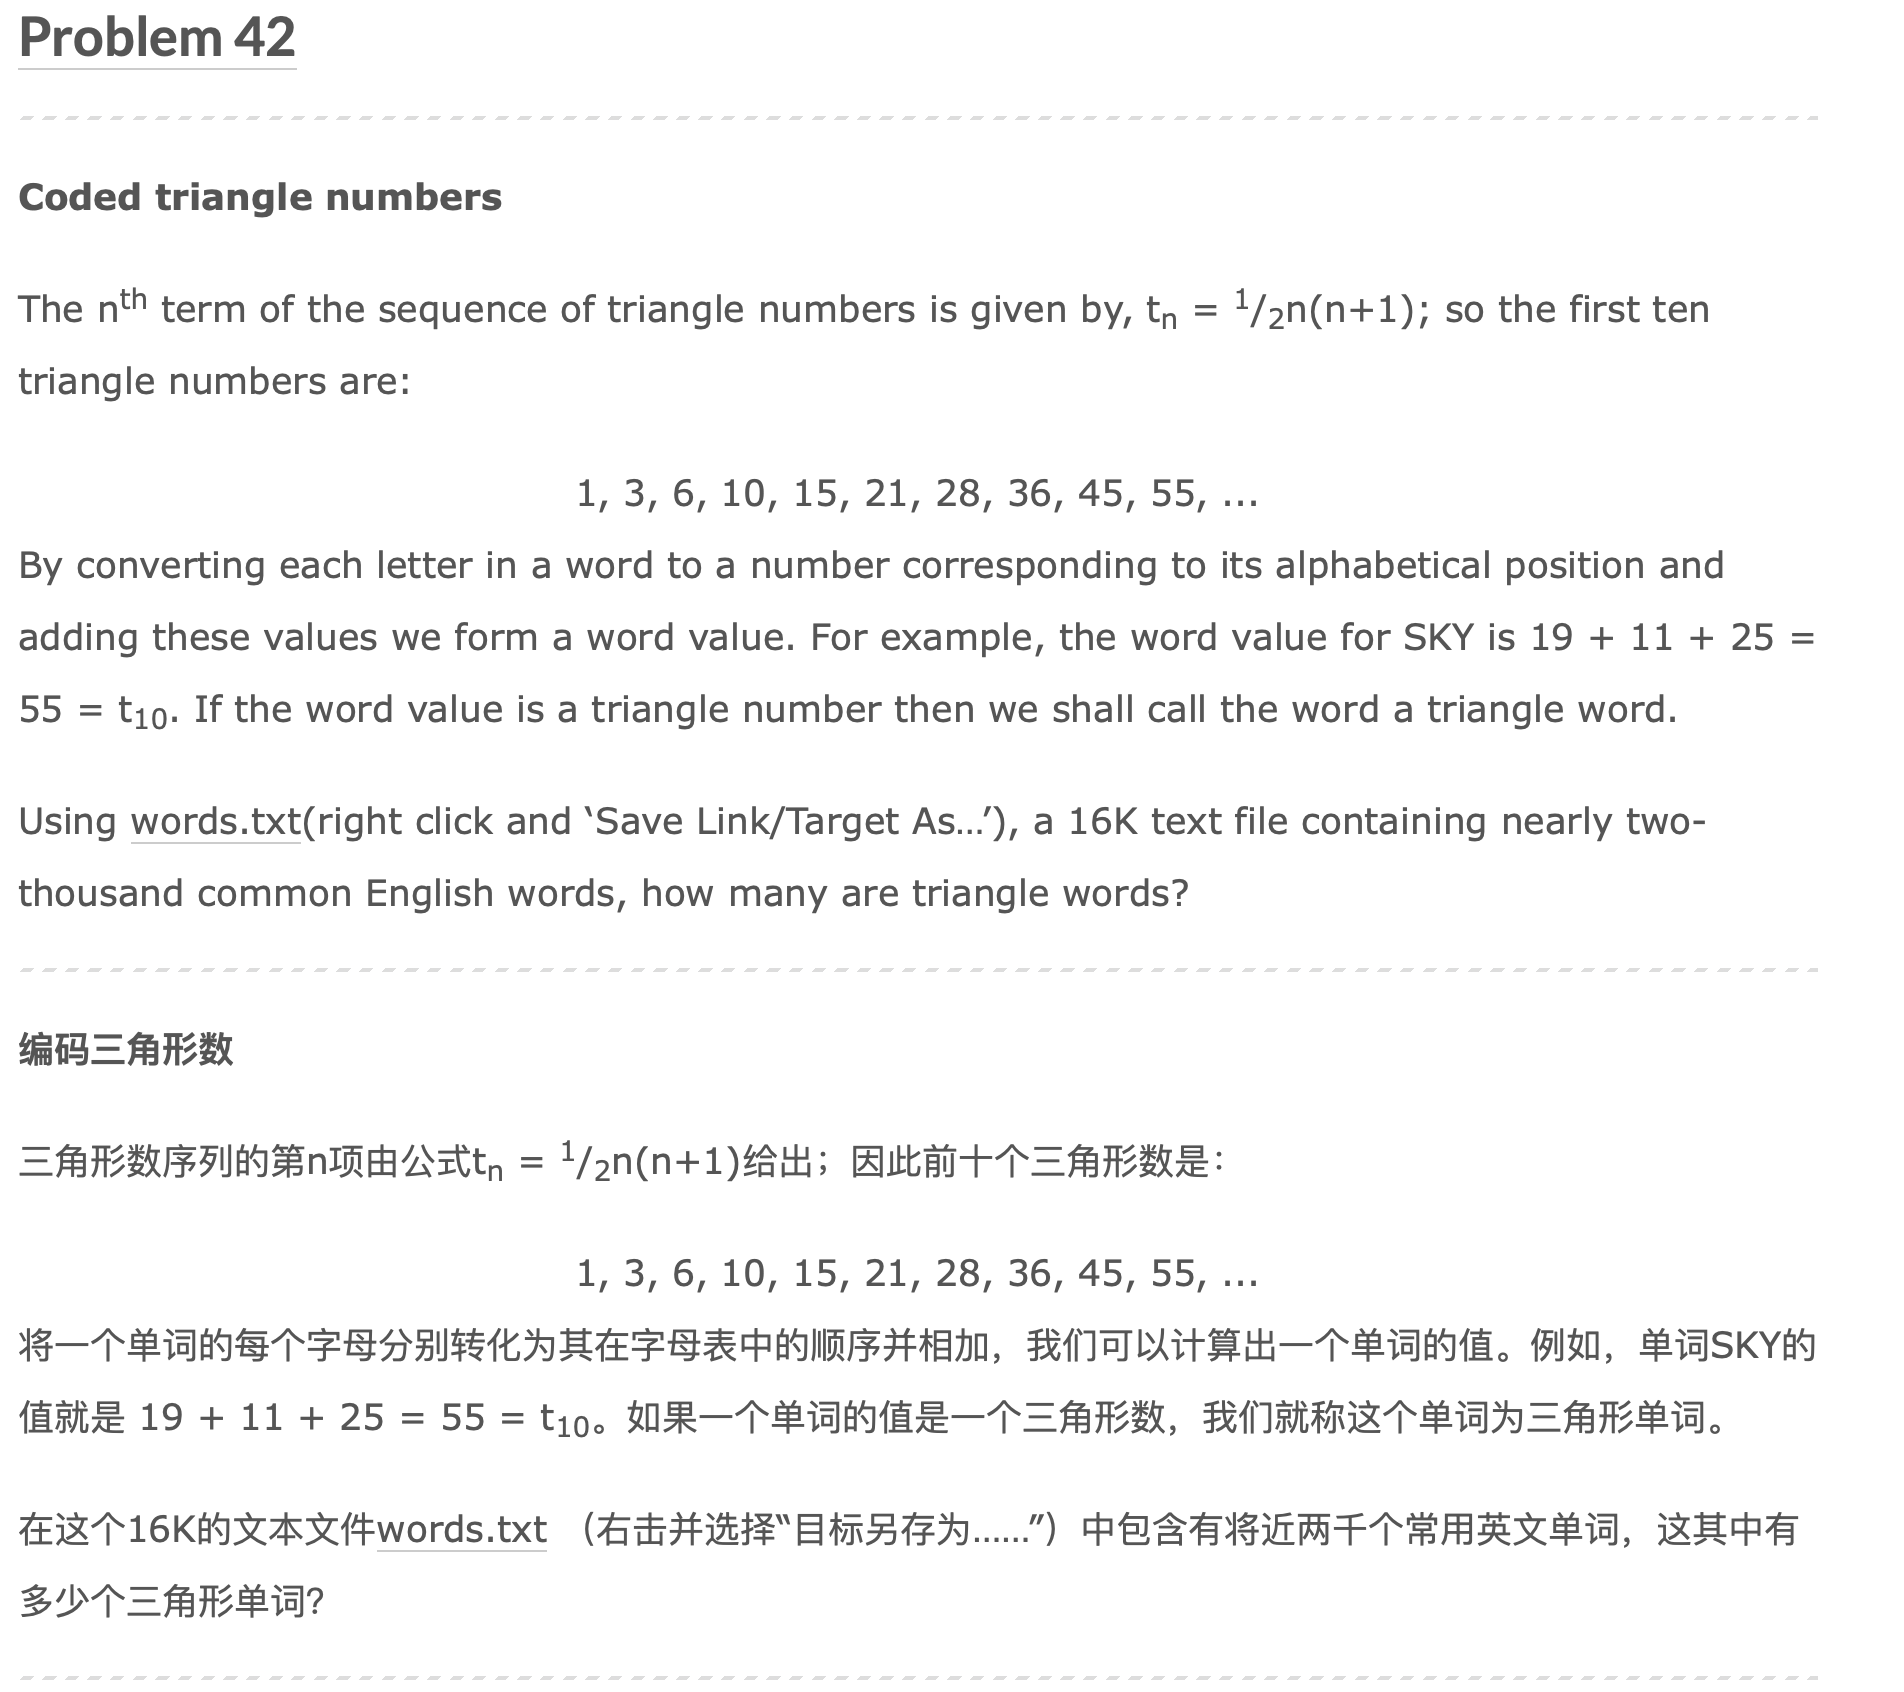 Problem 42
Coded triangle numbers
The nth term of the sequence of triangle numbers is given by, tn = 1/2n(n+1); so the first ten
triangle numbers are:
1, 3, 6, 10, 15, 21, 28, 36, 45, 55, ...
By converting each letter in a word to a number corresponding to its alphabetical position and
adding these values we form a word value. For example, the word value for SKY is 19 + 11 + 25 =
55 = t10. If the word value is a triangle number then we shall call the word a triangle word.
Using words.txt(right click and ‘Save Link/Target As…’), a 16K text file containing nearly two-
thousand common English words, how many are triangle words?
编码三角形数
三角形数序列的第n项由公式tn = 1/2n(n+1)给出；因此前十个三角形数是：
1, 3, 6, 10, 15, 21, 28, 36, 45, 55, ...
将一个单词的每个字母分别转化为其在字母表中的顺序并相加，我们可以计算出一个单词的值。例如，单词SKY的
值就是 19 + 11 + 25 = 55 = t10。如果一个单词的值是一个三角形数，我们就称这个单词为三角形单词。
在这个16K的文本文件words.txt （右击并选择“目标另存为……”）中包含有将近两千个常用英文单词，这其中有
多少个三角形单词?